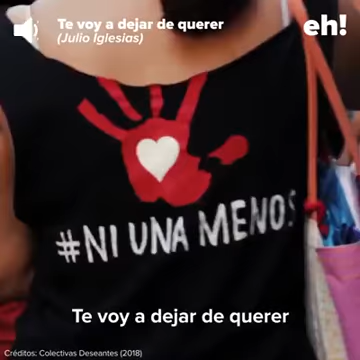 Te voy a dejar de querer
(Julio Iglesias)
eh!
#NI UNA MENOS
Te voy a dejar de querer
Créditos: Colectivas Deseantes (2018)